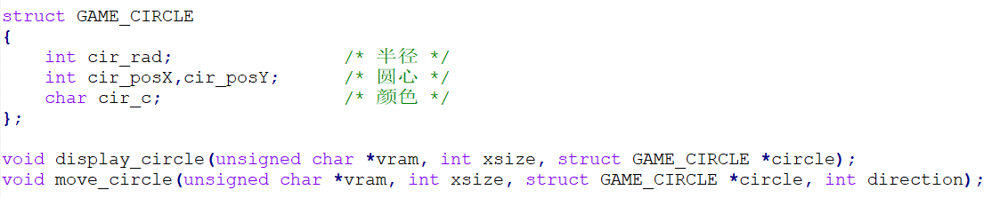 struct GAME_CIRCLE
{
    int cir_rad;                /* 半径 */
    int cir_posX,cir_posY;      /* 圆心 */
    char cir_c;                 /* 颜色 */
};

void display_circle(unsigned char *vram, int xsize, struct GAME_CIRCLE *circle);
void move_circle(unsigned char *vram, int xsize, struct GAME_CIRCLE *circle, int direction);